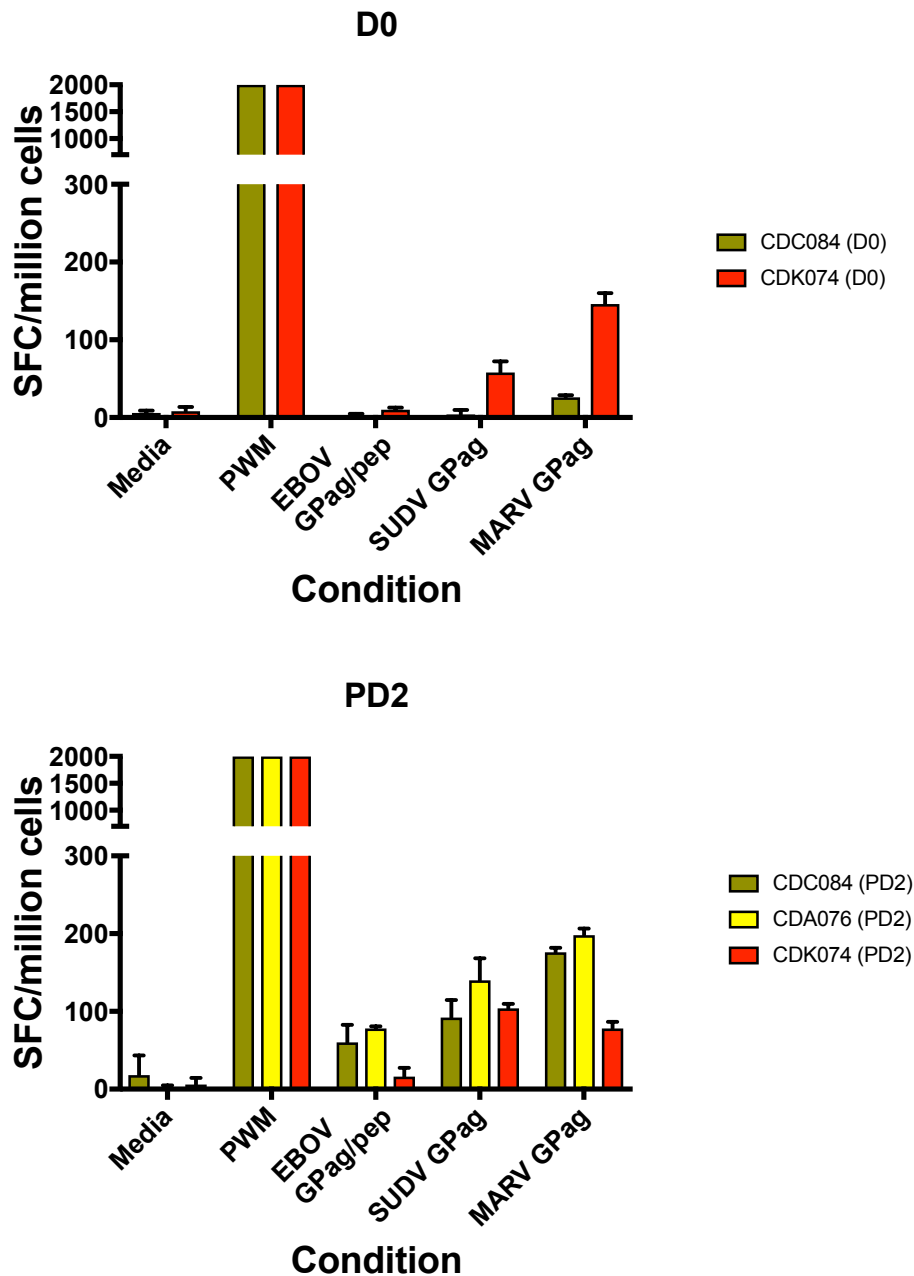 D0
SFC/million cells
2000
1500
1000
300
200
100
0
Media
PWM
EBOV
GPag/pep
SUDV GPag
MARV GPag
Condition
CDC084 (D0)
CDK074 (D0)
PD2
SFC/million cells
2000
1500
1000
300
200
100
0
Media
PWM
EBOV
GPag/pep
SUDV GPag
MARV GPag
Condition
CDC084 (PD2)
CDA076 (PD2)
CDK074 (PD2)